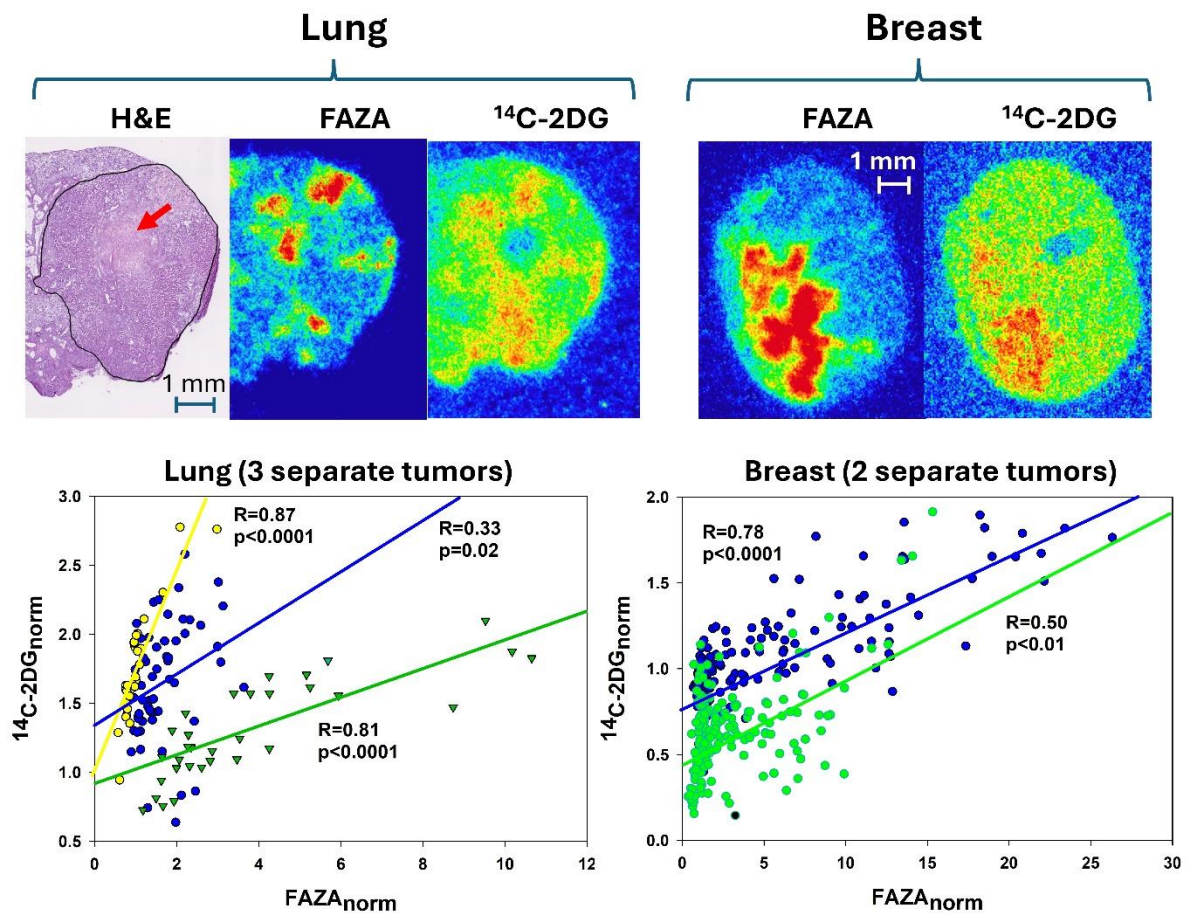 Lung
Breast
H&E
FAZA
¹⁴C-2DG
FAZA
¹⁴C-2DG
1 mm
1 mm
Lung (3 separate tumors)
3.0
2.5
2.0
1.5
1.0
0.5
0
2
4
6
8
10
12
¹⁴C-2DGnorm
FAZAnorm
R=0.87
p<0.0001
R=0.33
p=0.02
R=0.81
p<0.0001
Breast (2 separate tumors)
2.0
1.5
1.0
0.5
0.0
0
5
10
15
20
25
30
¹⁴C-2DGnorm
FAZAnorm
R=0.78
p<0.0001
R=0.50
p<0.01